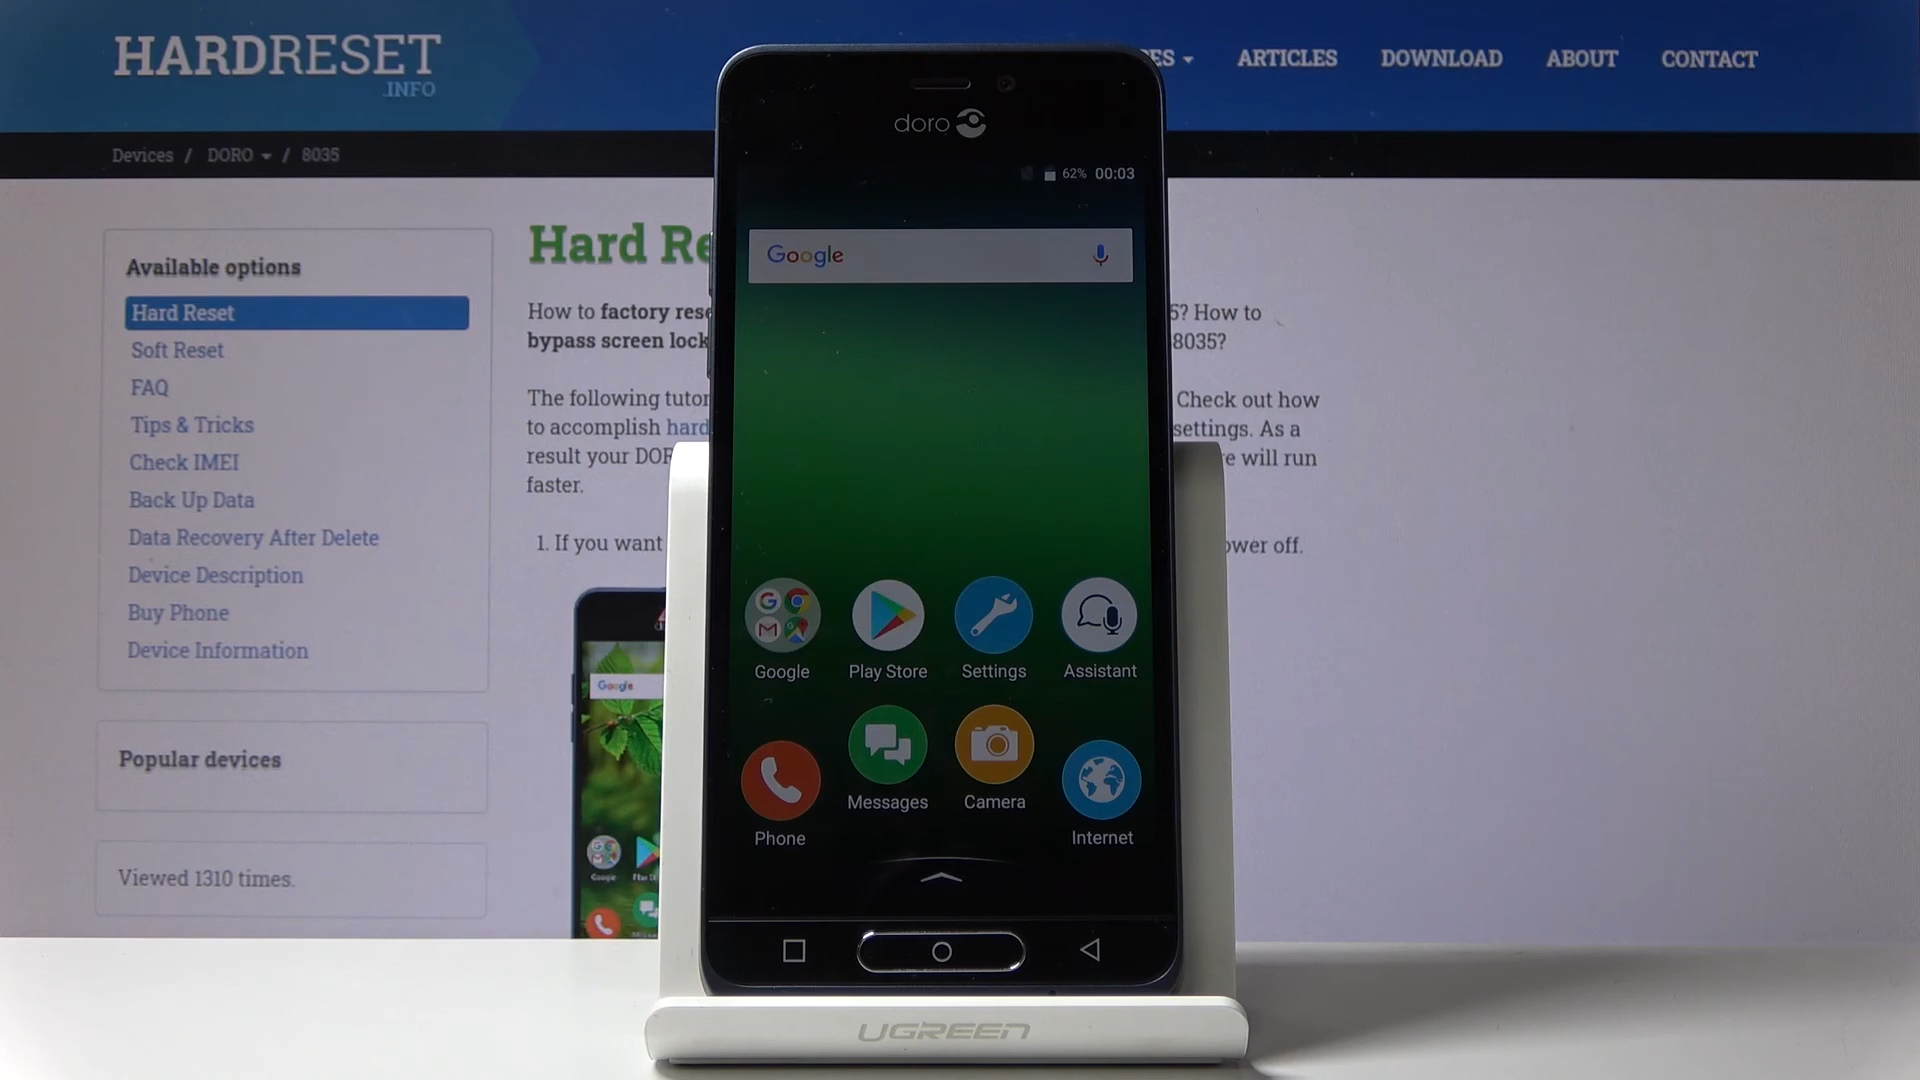 HARDRESET
.INFO
ES
ARTICLES
DOWNLOAD
ABOUT
CONTACT
Devices / DORO / 8035
Available options
Hard Reset
Soft Reset
FAQ
Tips & Tricks
Check IMEI
Back Up Data
Data Recovery After Delete
Device Description
Buy Phone
Device Information
Popular devices
Viewed 1310 times.
Hard Re
How to factory rese
5? How to
bypass screen lock
8035?
The following tutor
Check out how
to accomplish hard
settings. As a
result your DOR
e will run
faster.
1. If you want
ower off.
Google
Google
doro
62% 00:03
Google
Google
Play Store
Settings
Assistant
Phone
Messages
Camera
Internet
UGREEN